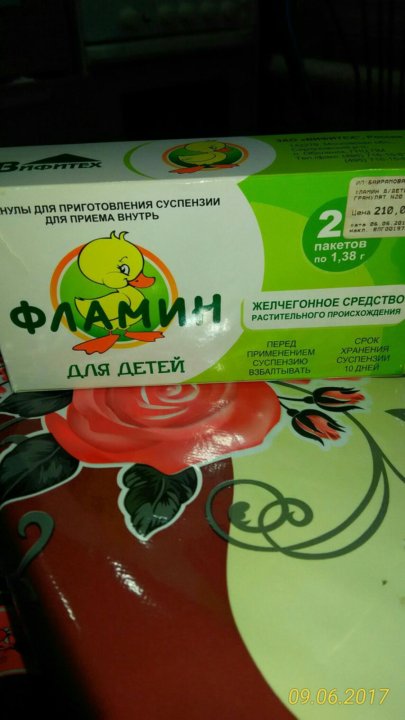 ВИФИТЕХ
НУЛЫ ДЛЯ ПРИГОТОВЛЕНИЯ СУСПЕНЗИИ
ДЛЯ ПРИЕМА ВНУТРЬ
ФЛАМИН
ДЛЯ ДЕТЕЙ
Цена 210,0
2
пакетов
по 1,38 г
ЖЕЛЧЕГОННОЕ СРЕДСТВО
РАСТИТЕЛЬНОГО ПРОИСХОЖДЕНИЯ
ПЕРЕД
ПРИМЕНЕНИЕМ
СУСПЕНЗИЮ
ВЗБАЛТЫВАТЬ
СРОК
ХРАНЕНИЯ
СУСПЕНЗИИ
10 ДНЕЙ
09.06.2017